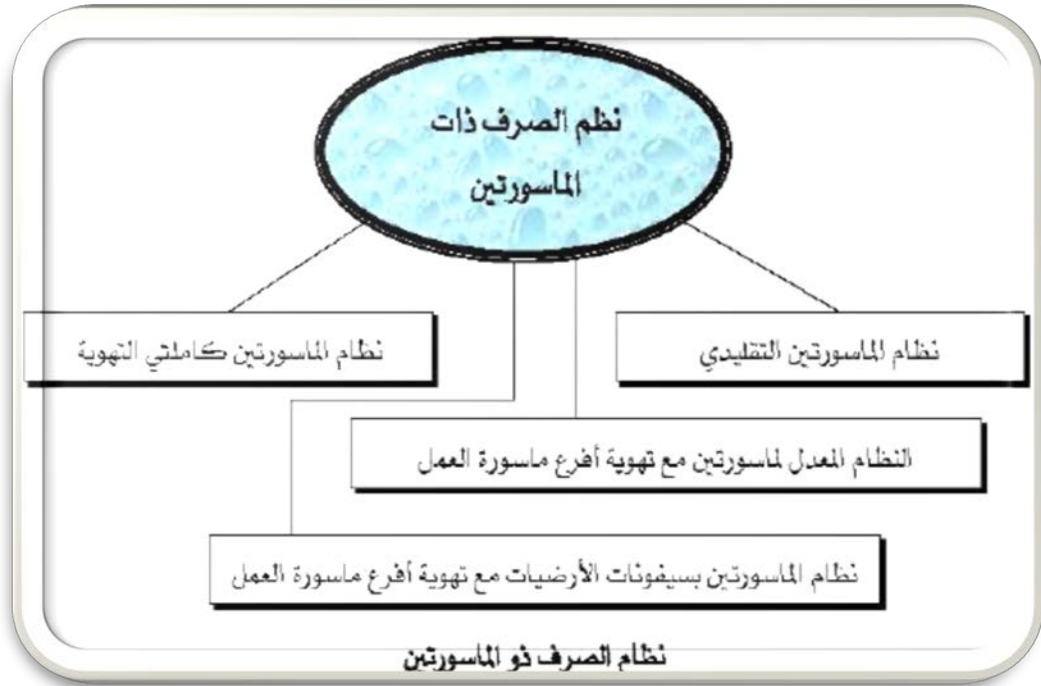 نظم الصرف ذات
الماسورتين
نظام الماسورتين التقليدي
نظام الماسورتين كاملتي التهوية
النظام المعدل لماسورتين مع تهوية أفرع ماسورة العمل
نظام الماسورتين بسيفونات الأرضيات مع تهوية أفرع ماسورة العمل
نظام الصرف ذو الماسورتين